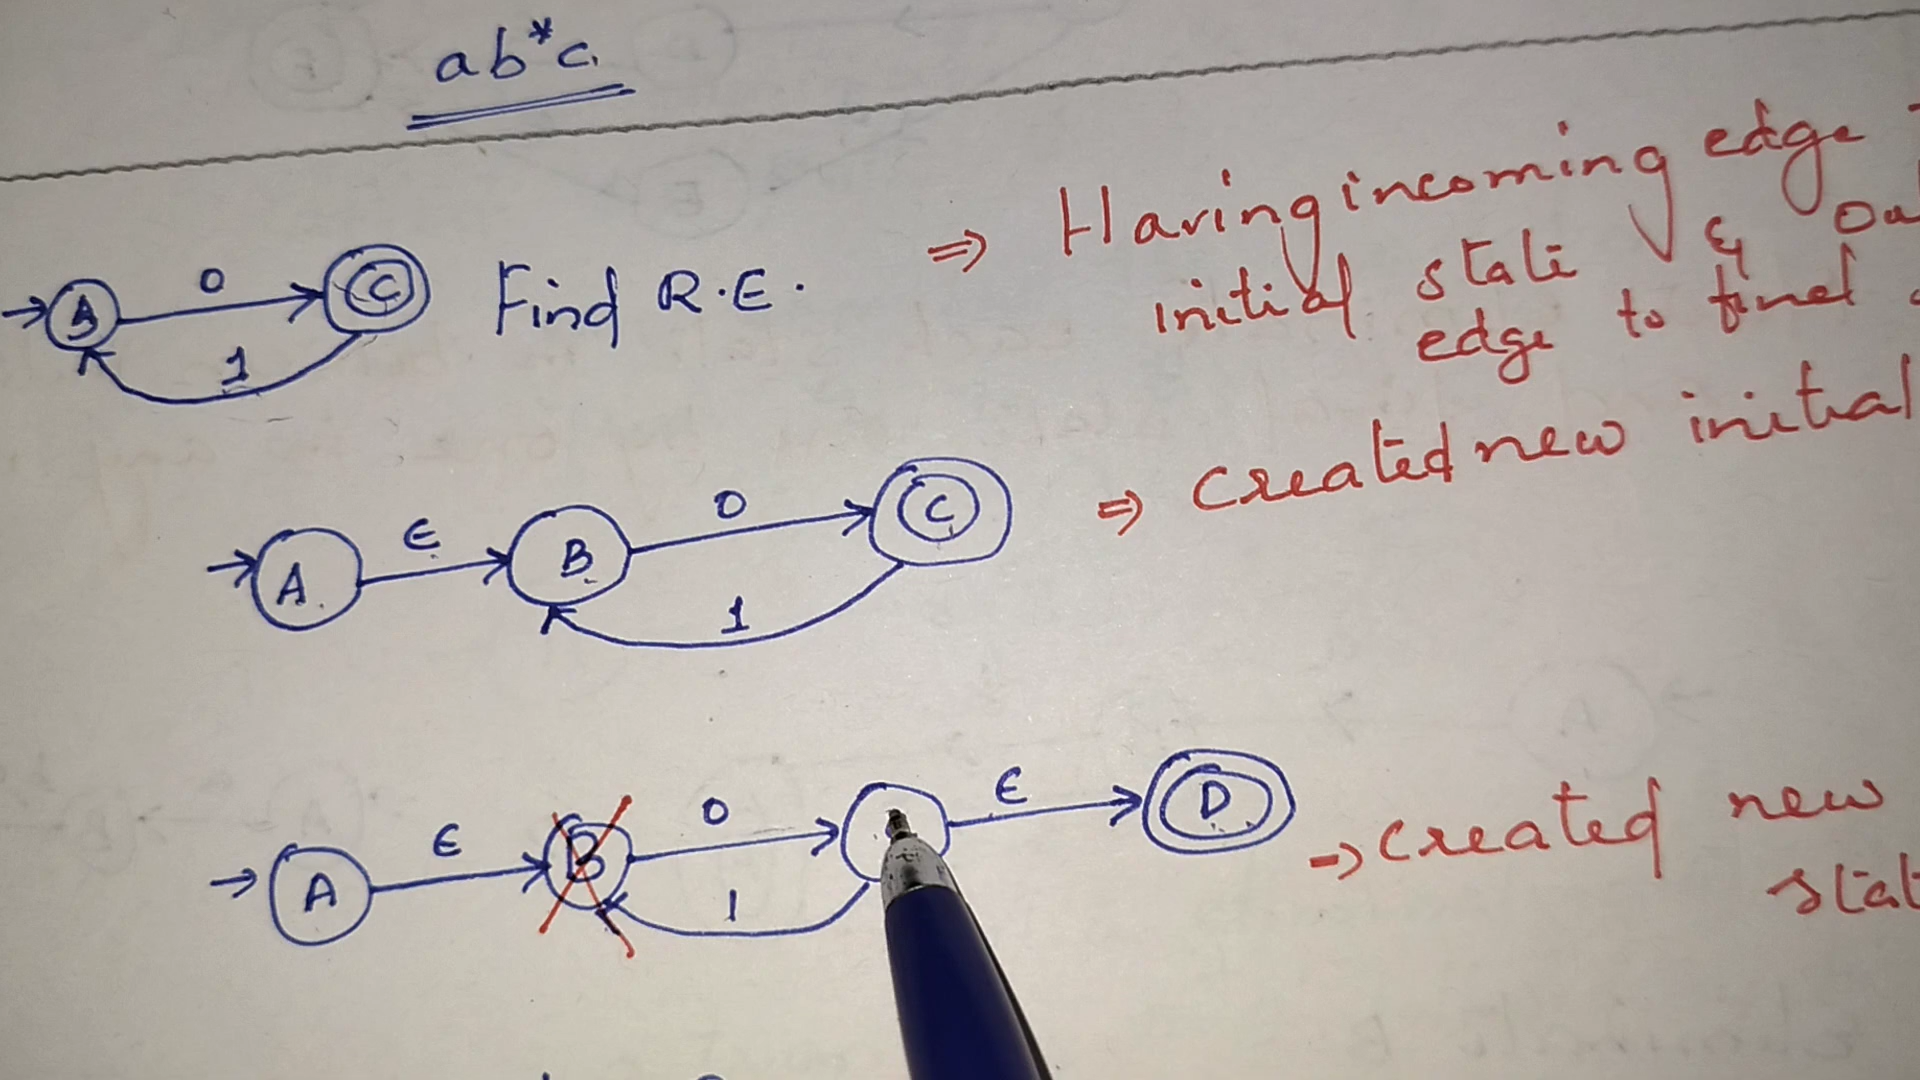 ab*c.
→ B 0 C 1
Find R.E.
⇒ Having incoming edge
initial state &
edge to final
→ A ε B 0 C 1
⇒ Created new initial
→ A ε B 0 1 ε D
→ Created new